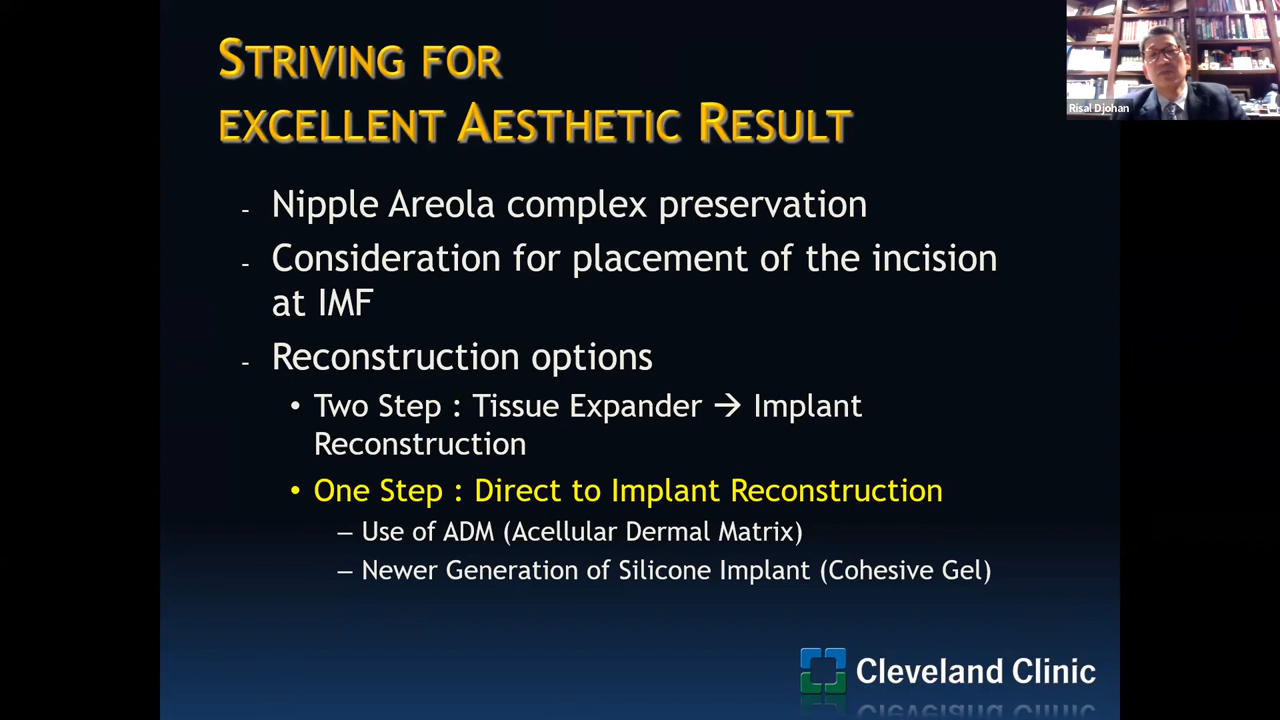 STRIVING FOR
EXCELLENT AESTHETIC RESULT
- Nipple Areola complex preservation
- Consideration for placement of the incision
at IMF
- Reconstruction options
• Two Step : Tissue Expander → Implant
Reconstruction
• One Step : Direct to Implant Reconstruction
– Use of ADM (Acellular Dermal Matrix)
– Newer Generation of Silicone Implant (Cohesive Gel)
Cleveland Clinic
Risal Djohan